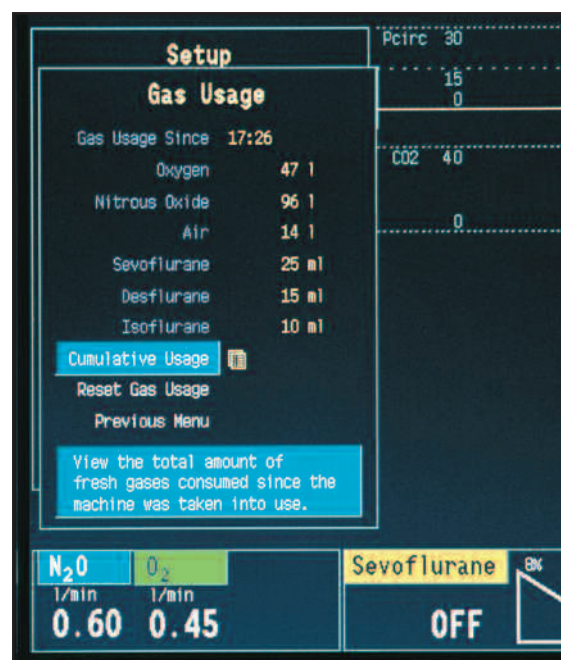 Setup
Gas Usage
Gas Usage Since 17:26
Oxygen 47 l
Nitrous Oxide 96 l
Air 14 l
Sevoflurane 25 ml
Desflurane 15 ml
Isoflurane 10 ml
Cumulative Usage
Reset Gas Usage
Previous Menu
View the total amount of
fresh gases consumed since the
machine was taken into use.
Pcirc 30
15
0
CO2 40
0
N₂O O₂
l/min l/min
0.60 0.45
Sevoflurane 8%
OFF